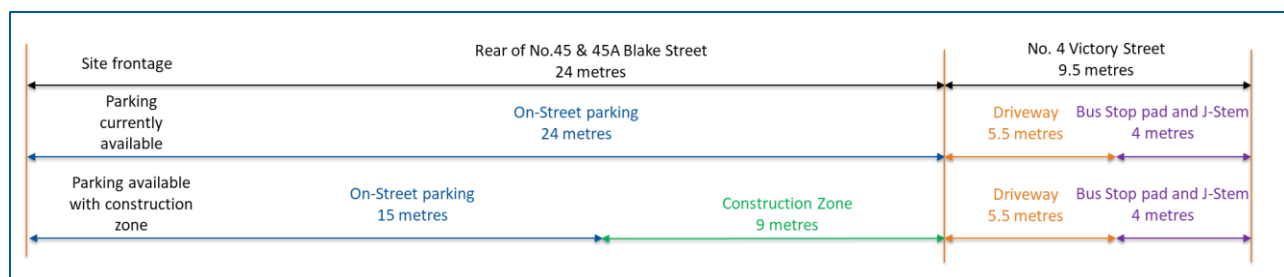 Site frontage
Rear of No.45 & 45A Blake Street
24 metres
No. 4 Victory Street
9.5 metres
Parking
currently
available
On-Street parking
24 metres
Driveway
5.5 metres
Bus Stop pad and J-Stem
4 metres
Parking available
with construction
zone
On-Street parking
15 metres
Construction Zone
9 metres
Driveway
5.5 metres
Bus Stop pad and J-Stem
4 metres